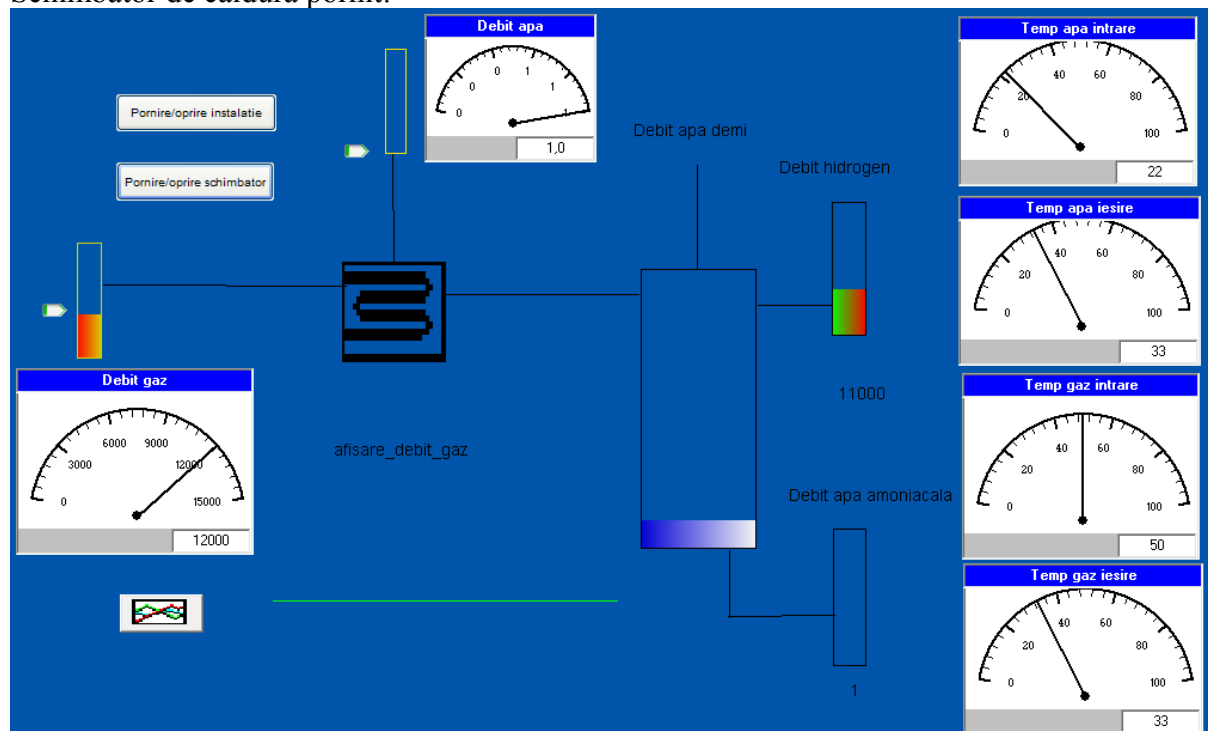 Schimbator de caldura pornit:
Debit apa
0 0 0 1 1 1
1,0
Temp apa intrare
0 20 40 60 80 100
22
Pornire/oprire instalatie
Debit apa demi
Pornire/oprire schimbator
Debit hidrogen
Temp apa iesire
0 20 40 60 80 100
33
Debit gaz
0 3000 6000 9000 12000 15000
12000
11000
Temp gaz intrare
0 20 40 60 80 100
50
afisare_debit_gaz
Debit apa amoniacala
1
Temp gaz iesire
0 20 40 60 80 100
33